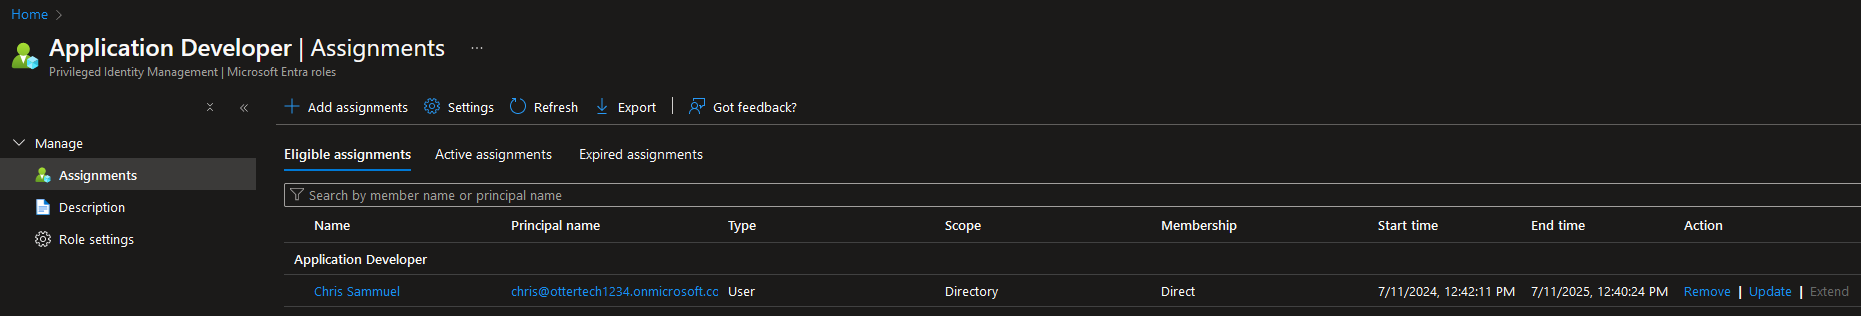 Home
Application Developer | Assignments ...
Privileged Identity Management | Microsoft Entra roles
Add assignments Settings Refresh Export Got feedback?
Manage
Assignments
Description
Role settings
Eligible assignments Active assignments Expired assignments
Search by member name or principal name
Name Principal name Type Scope Membership Start time End time Action
Application Developer
Chris Sammuel chris@ottertech1234.onmicrosoft.cc User Directory Direct 7/11/2024, 12:42:11 PM 7/11/2025, 12:40:24 PM Remove | Update | Extend